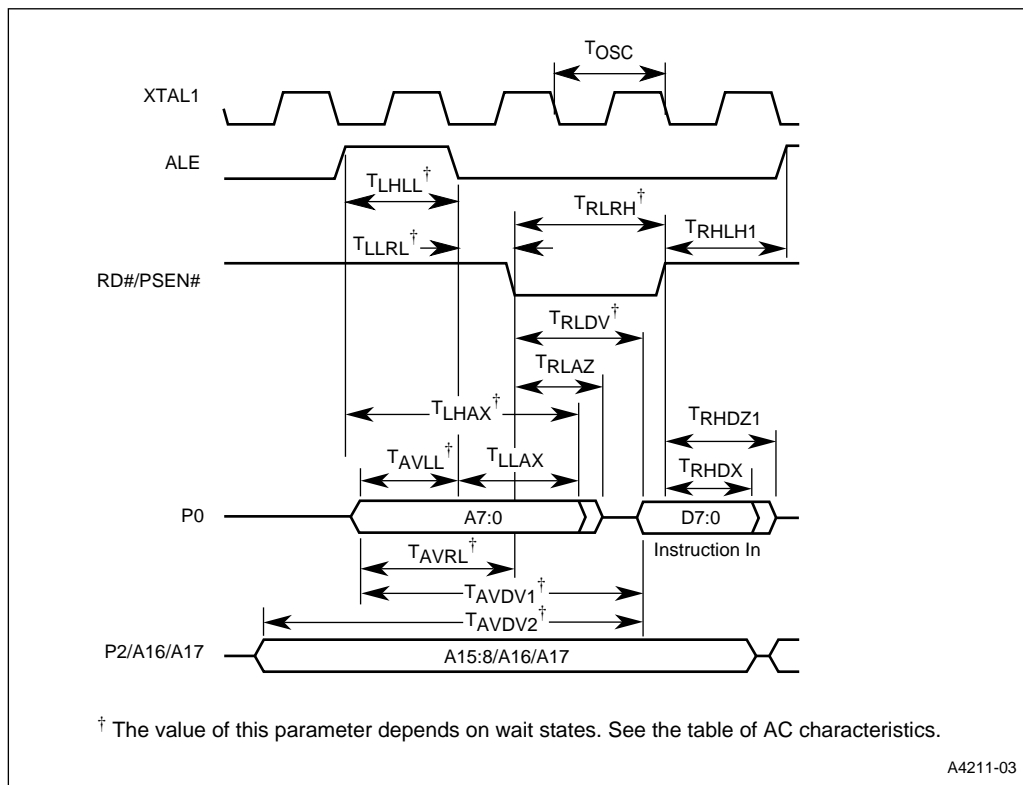 TOSC
XTAL1
ALE
TLHLL†
TRLRH†
TRHLH1
TLLRL†
RD#/PSEN#
TRLDV†
TRLAZ
TLHAX†
TRHDZ1
TAVLL†
TLLAX
TRHDX
P0
A7:0
D7:0
Instruction In
TAVRL†
TAVDV1†
TAVDV2†
P2/A16/A17
A15:8/A16/A17
† The value of this parameter depends on wait states. See the table of AC characteristics.
A4211-03